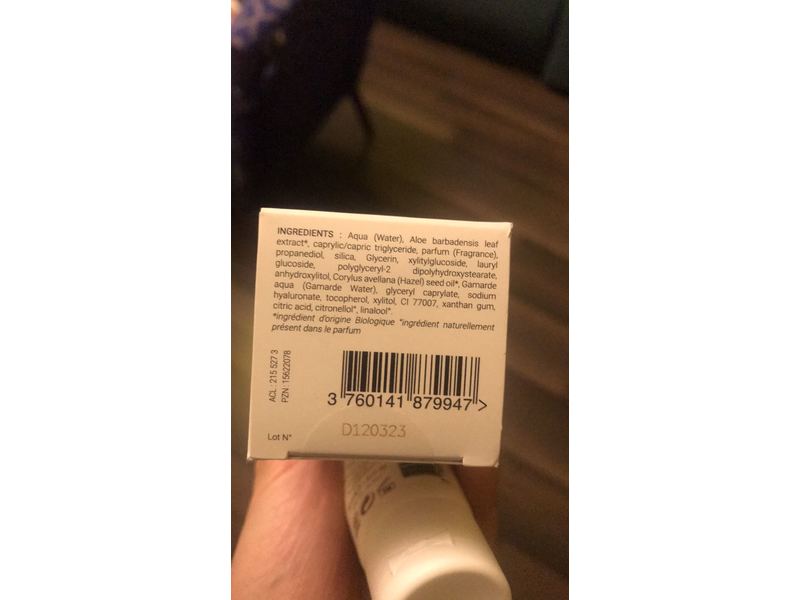 INGREDIENTS : Aqua (Water), Aloe barbadensis leaf
extract*, caprylic/capric triglyceride, parfum (Fragrance),
propanediol, silica, Glycerin, xylitylglucoside, lauryl
glucoside, polyglyceryl-2 dipolyhydroxystearate,
anhydroxylitol, Corylus avellana (Hazel) seed oil*, Gamarde
aqua (Gamarde Water), glyceryl caprylate, sodium
hyaluronate, tocopherol, xylitol, CI 77007, xanthan gum,
citric acid, citronellol°, linalool°.
*ingrédient d'origine Biologique °ingrédient naturellement
présent dans le parfum
ACL : 215 527 3
PZN : 15622078
3 760141 879947 >
Lot N°
D120323